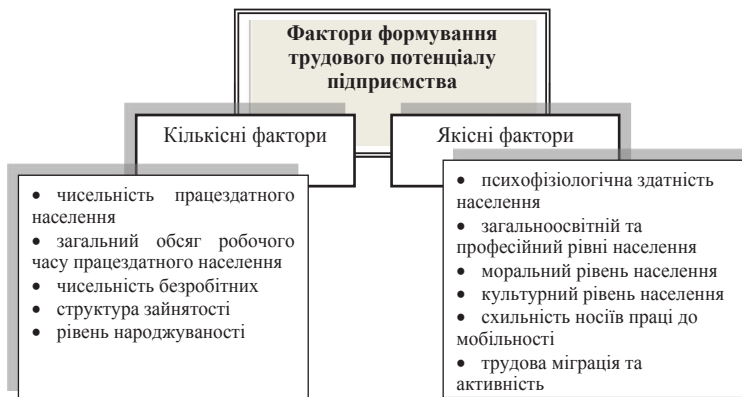 Фактори формування
трудового потенціалу
підприємства
Кількісні фактори
Якісні фактори
• чисельність працездатного
населення
• загальний обсяг робочого
часу працездатного населення
• чисельність безробітних
• структура зайнятості
• рівень народжуваності
• психофізіологічна здатність
населення
• загальноосвітній та
професійний рівні населення
• моральний рівень населення
• культурний рівень населення
• схильність носіїв праці до
мобільності
• трудова міграція та
активність